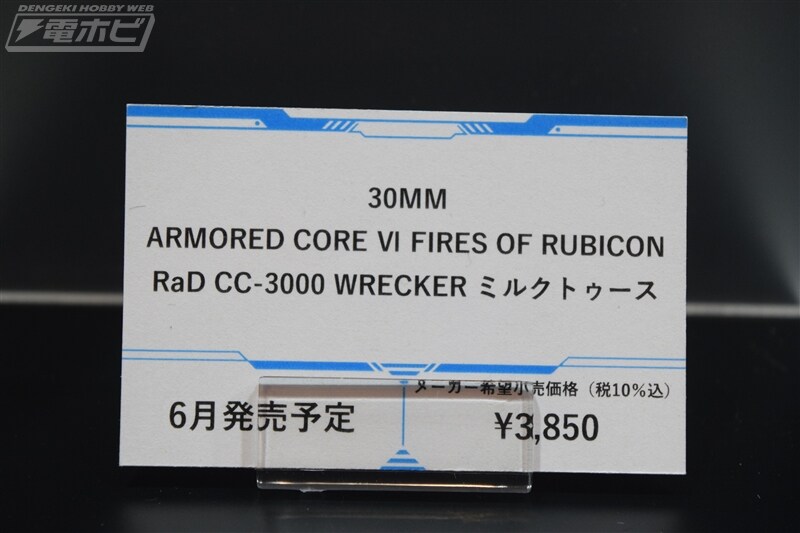 DENGEKI HOBBY WEB
電ホビ
30MM
ARMORED CORE VI FIRES OF RUBICON
RaD CC-3000 WRECKER ミルクトゥース
メーカー希望小売価格（税10%込）
6月発売予定
¥3,850